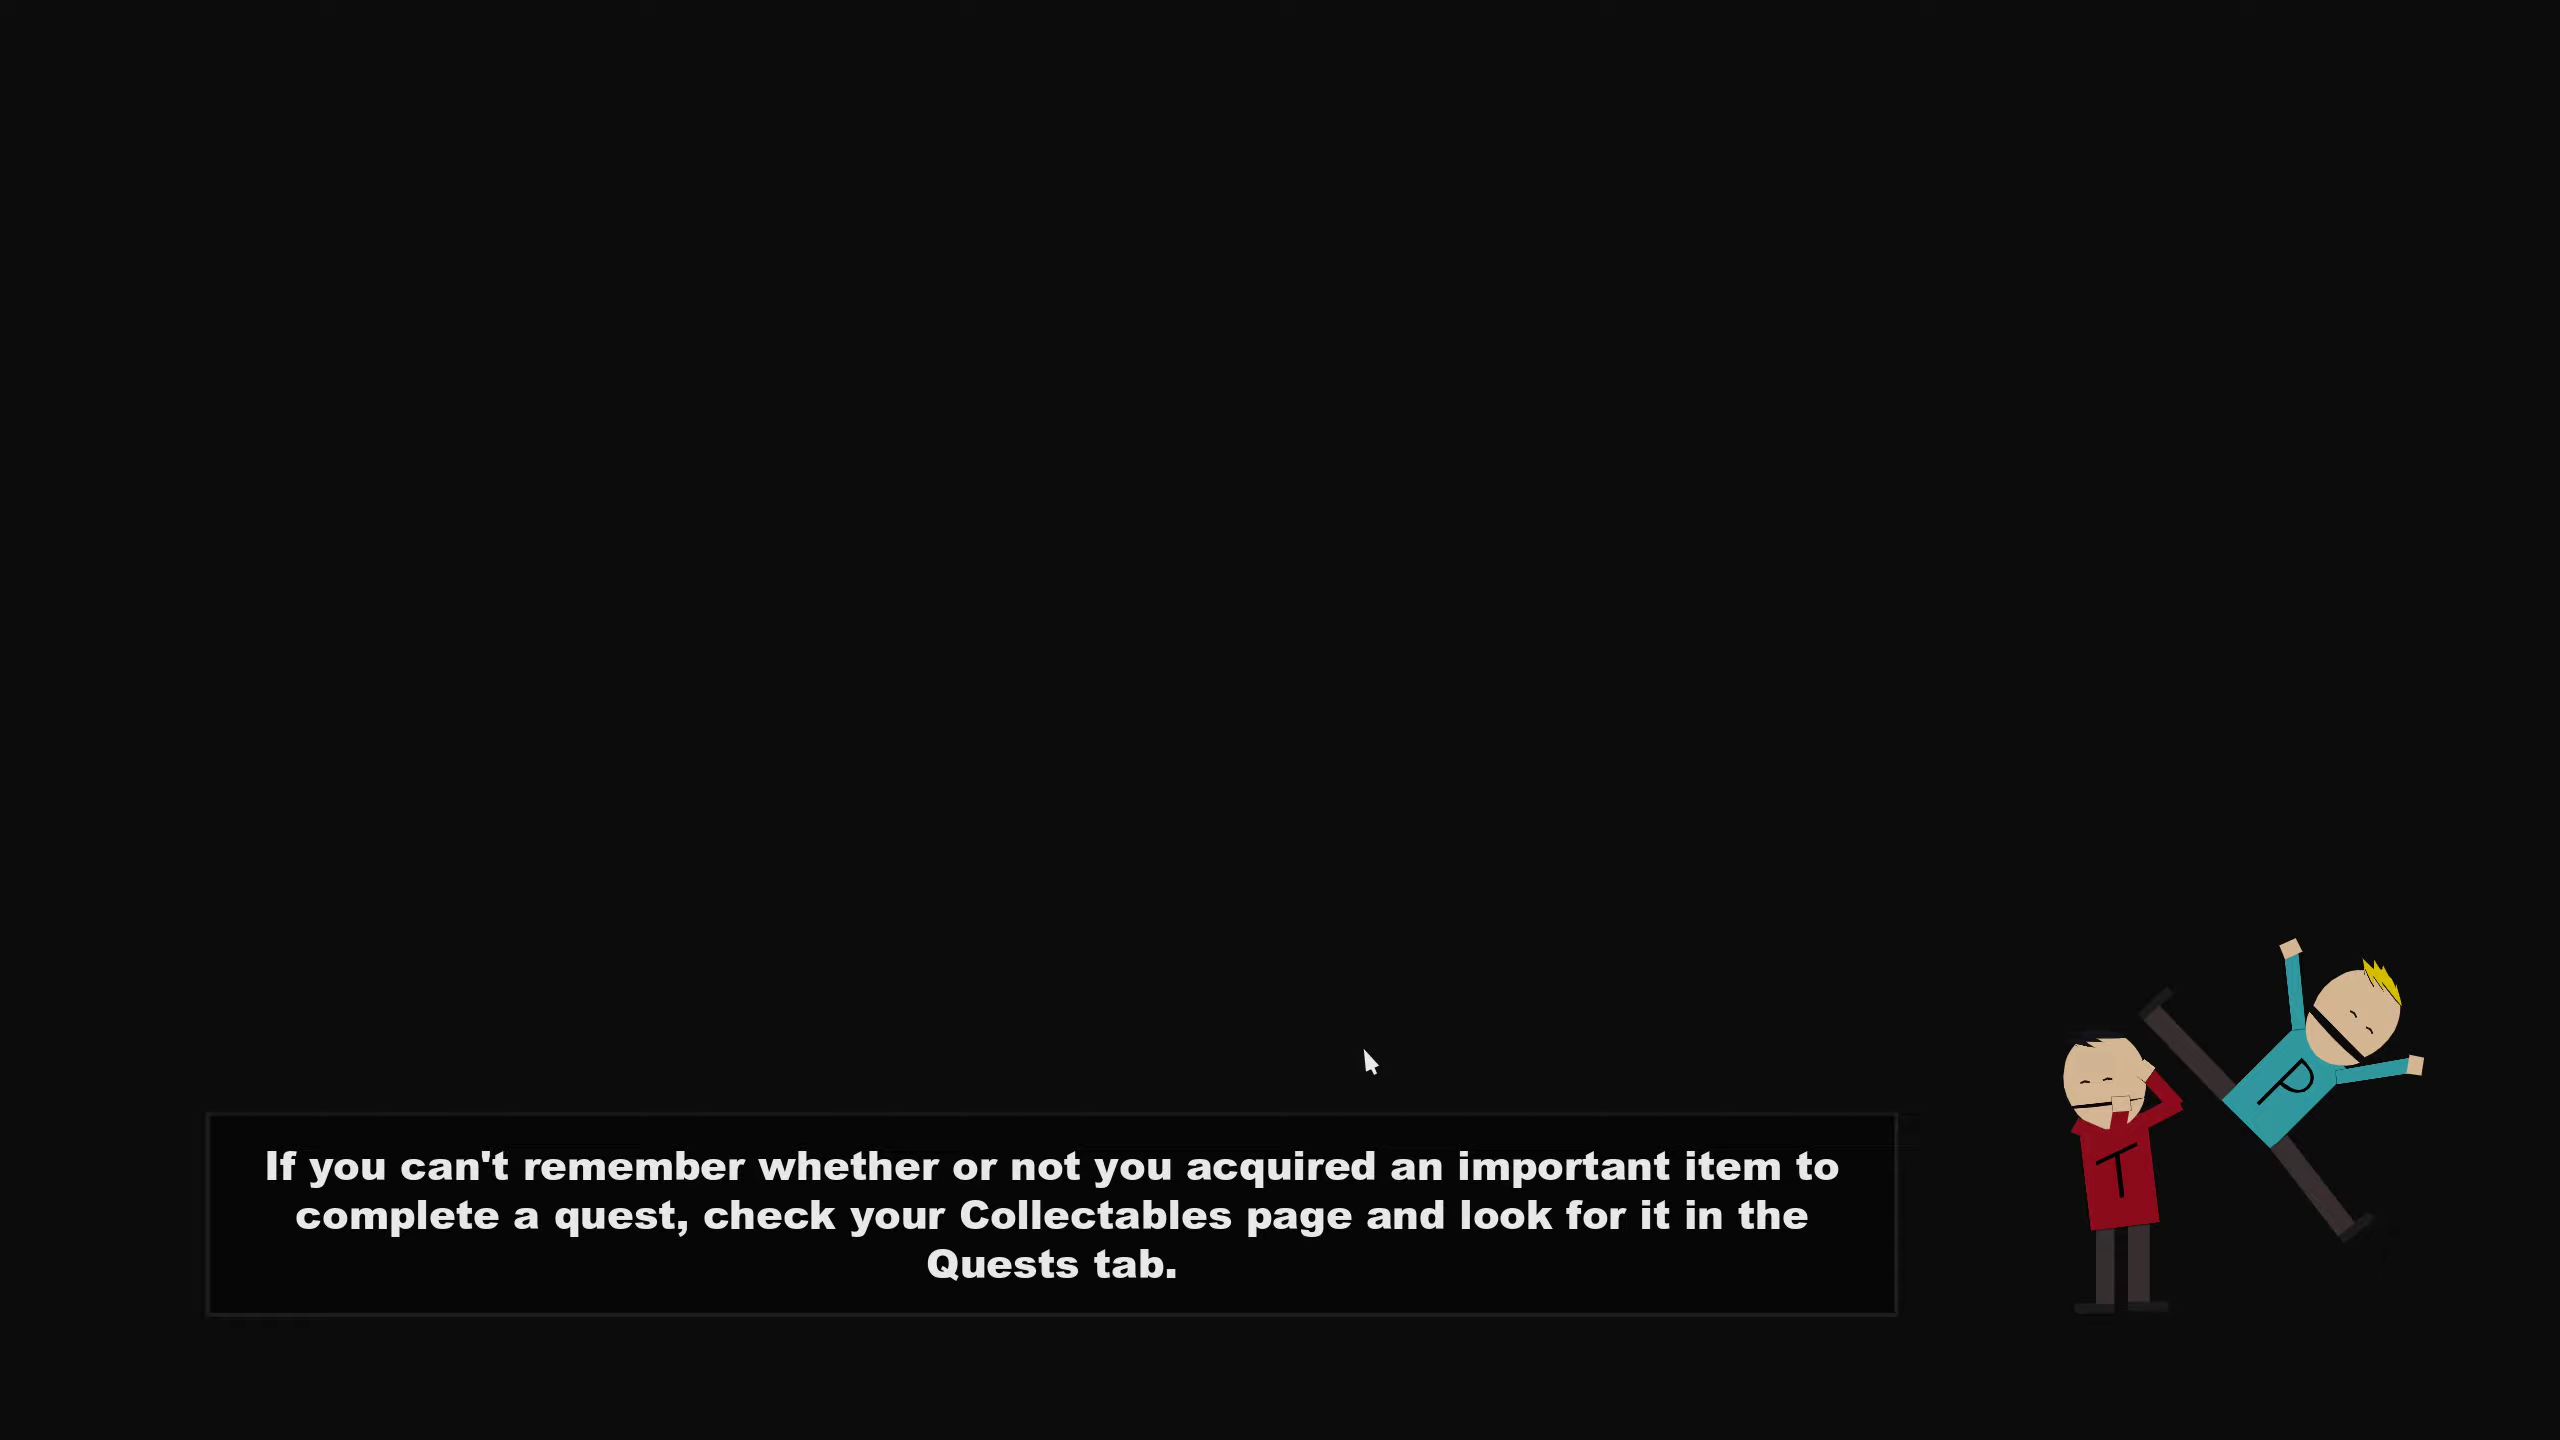 If you can't remember whether or not you acquired an important item to
complete a quest, check your Collectables page and look for it in the
Quests tab.
T
P